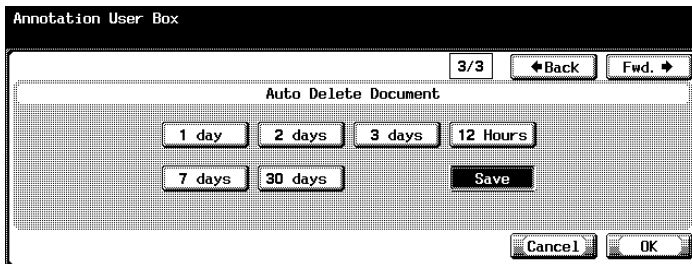 Annotation User Box
3/3 ←Back Fwd. →
Auto Delete Document
1 day 2 days 3 days 12 Hours
7 days 30 days Save
Cancel OK